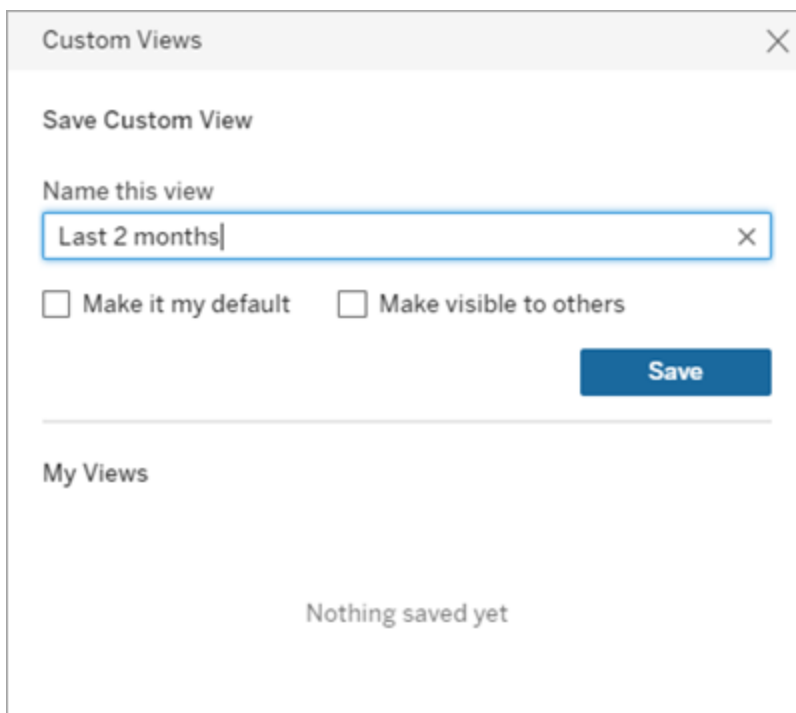 Custom Views
Save Custom View
Name this view
Last 2 months
Make it my default Make visible to others
Save
My Views
Nothing saved yet